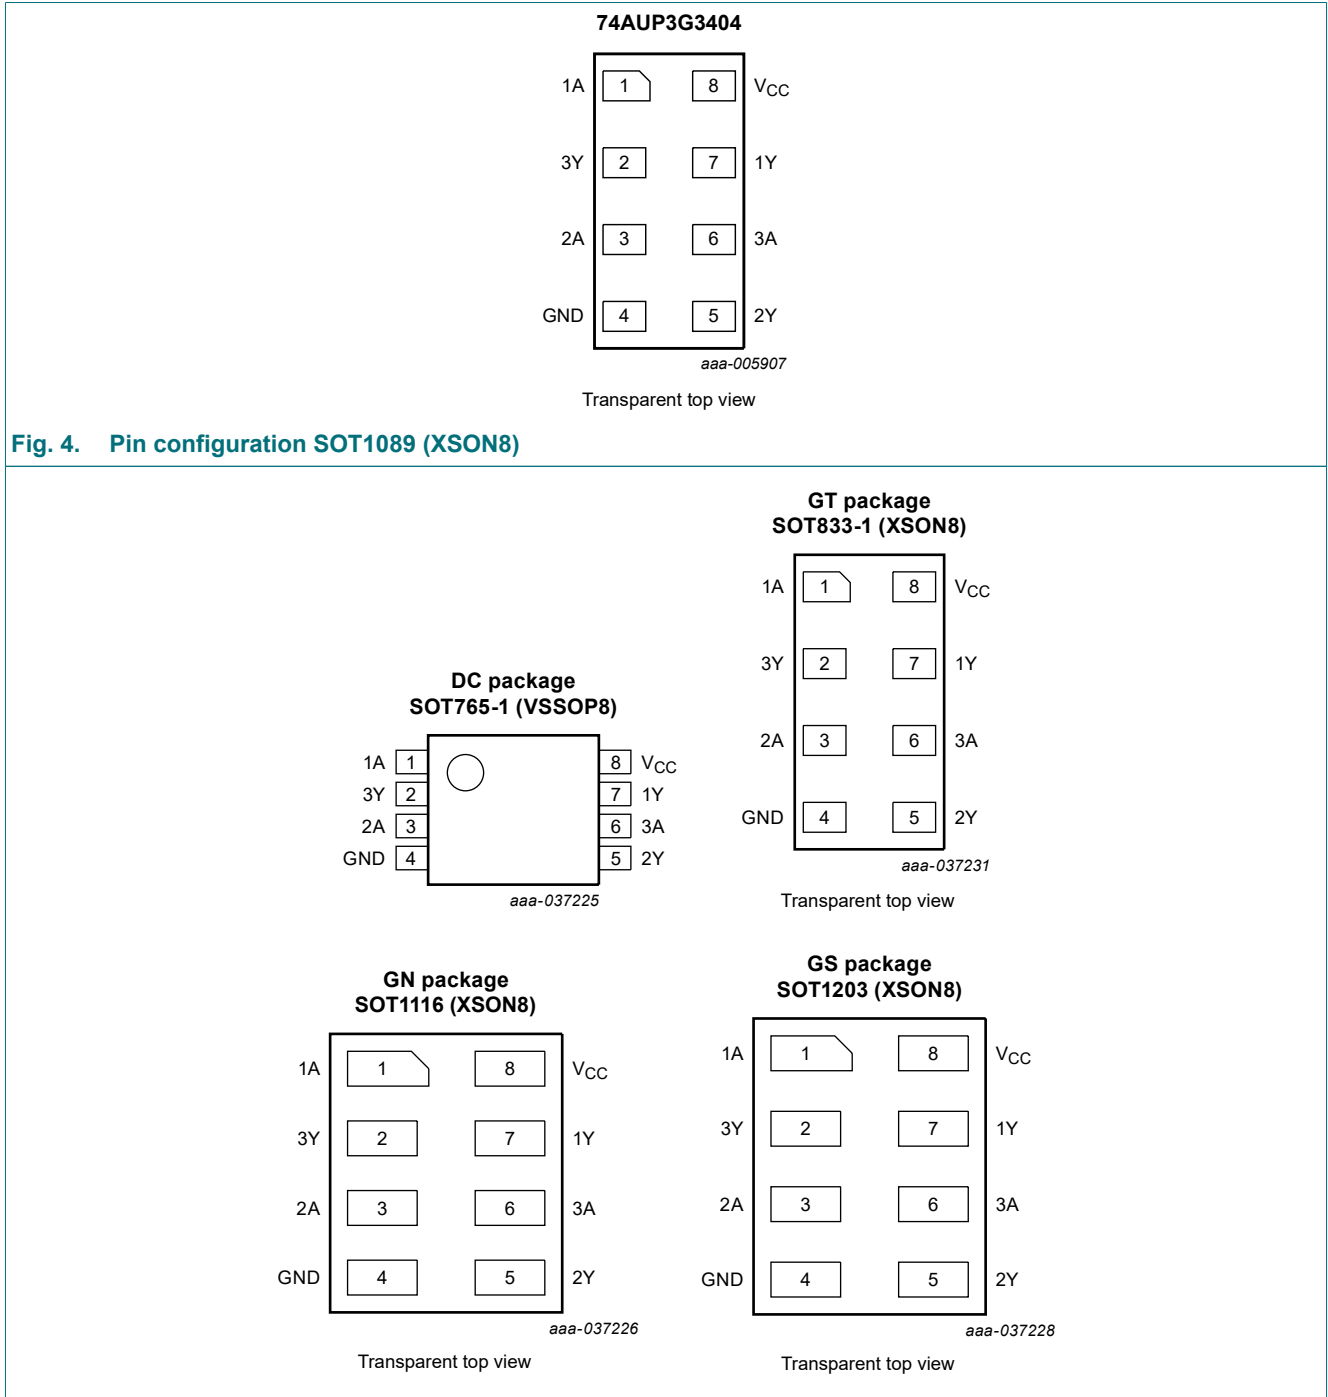 74AUP3G3404
1A 1 8 VCC
3Y 2 7 1Y
2A 3 6 3A
GND 4 5 2Y
aaa-005907
Transparent top view
Fig. 4. Pin configuration SOT1089 (XSON8)
GT package
SOT833-1 (XSON8)
1A 1 8 VCC
3Y 2 7 1Y
2A 3 6 3A
GND 4 5 2Y
aaa-037231
Transparent top view
DC package
SOT765-1 (VSSOP8)
1A 1 8 VCC
3Y 2 7 1Y
2A 3 6 3A
GND 4 5 2Y
aaa-037225
GN package
SOT1116 (XSON8)
1A 1 8 VCC
3Y 2 7 1Y
2A 3 6 3A
GND 4 5 2Y
aaa-037226
Transparent top view
GS package
SOT1203 (XSON8)
1A 1 8 VCC
3Y 2 7 1Y
2A 3 6 3A
GND 4 5 2Y
aaa-037228
Transparent top view